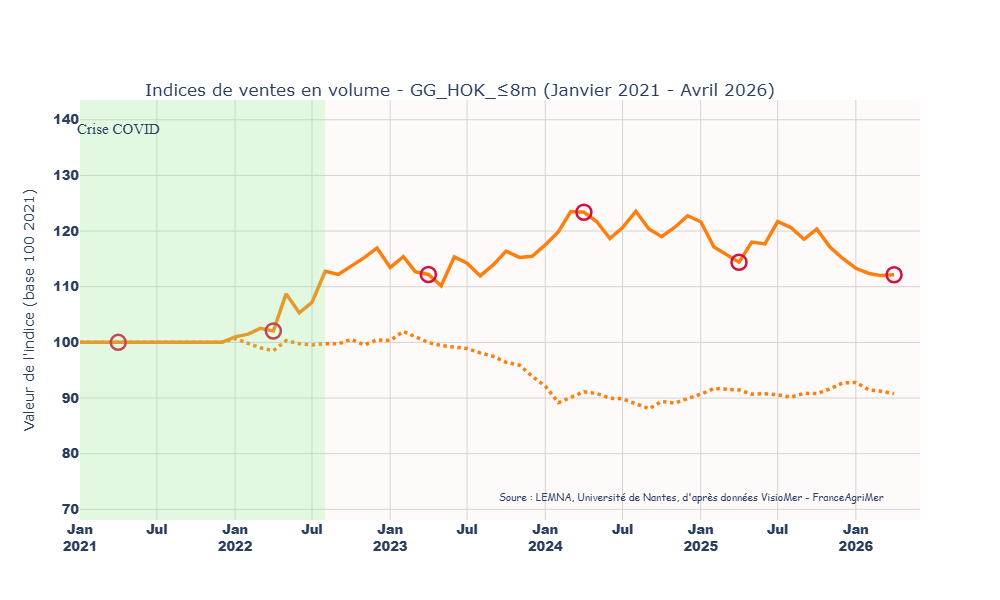 Indices de ventes en volume - GG_HOK_≤8m (Janvier 2021 - Avril 2026)
Valeur de l'indice (base 100 2021)
140
Crise COVID
130
120
110
100
90
80
70
Soure : LEMNA, Université de Nantes, d'après données VisioMer - FranceAgriMer
Jan Jul Jan Jul Jan Jul Jan Jul Jan Jul Jan
2021 2022 2023 2024 2025 2026